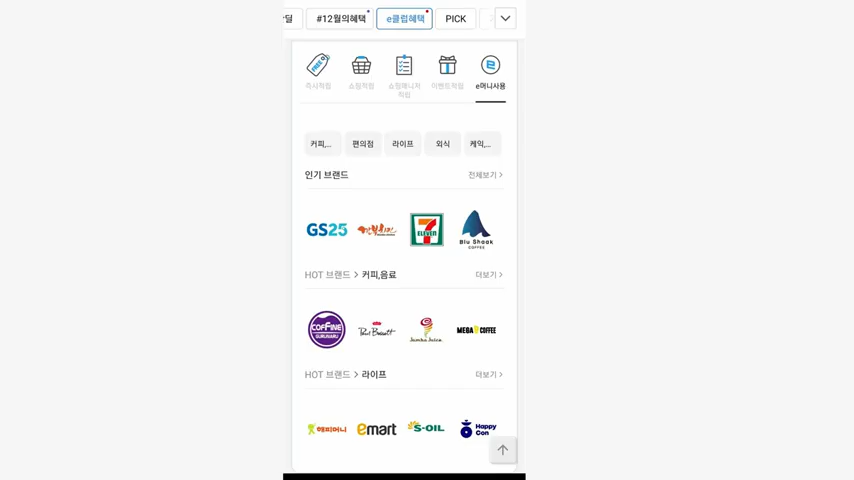 #12월의혜택 e클럽혜택 PICK
FREE
즉시적립 쇼핑적립 쇼핑매니저 적립 이벤트적립 e머니사용
커피,... 편의점 라이프 외식 케익,...
인기 브랜드 전체보기 >
GS25 7 ELEVEN Blu Shaak COFFEE
HOT 브랜드 > 커피,음료 더보기 >
COFFINE GURUNARU Paul Bassett Jamba Juice MEGA COFFEE
HOT 브랜드 > 라이프 더보기 >
해피머니 emart S-OIL Happy Con